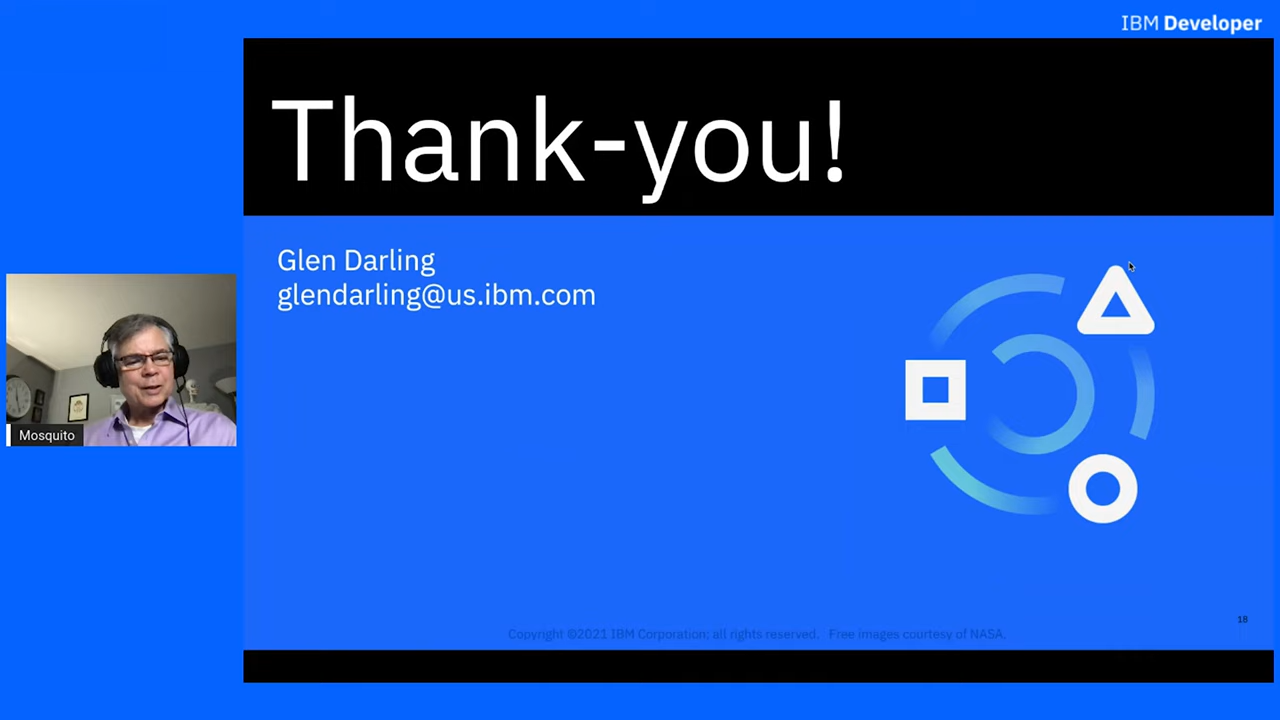 IBM Developer
Thank-you!
Glen Darling
glendarling@us.ibm.com
Mosquito
18
Copyright ©2021 IBM Corporation; all rights reserved. Free images courtesy of NASA.